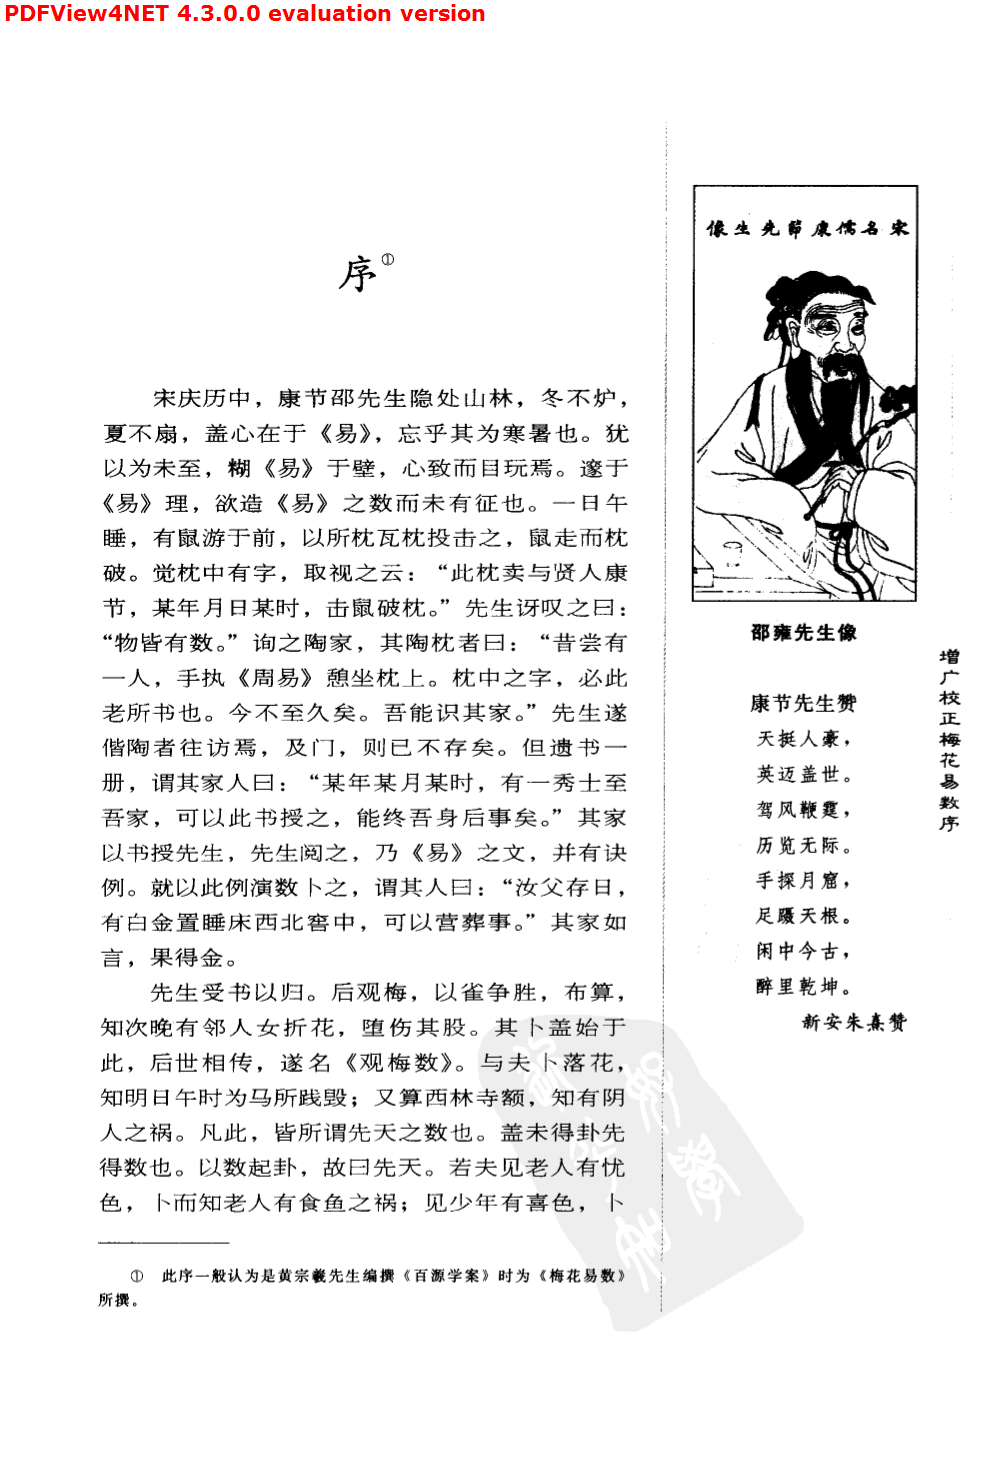 PDFView4NET 4.3.0.0 evaluation version
序①
宋庆历中，康节邵先生隐处山林，冬不炉，
夏不扇，盖心在于《易》，忘乎其为寒暑也。犹
以为未至，糊《易》于壁，心致而目玩焉。邃于
《易》理，欲造《易》之数而未有征也。一日午
睡，有鼠游于前，以所枕瓦枕投击之，鼠走而枕
破。觉枕中有字，取视之云：“此枕卖与贤人康
节，某年月日某时，击鼠破枕。”先生讶叹之曰：
“物皆有数。”询之陶家，其陶枕者曰：“昔尝有
一人，手执《周易》憩坐枕上。枕中之字，必此
老所书也。今不至久矣。吾能识其家。”先生遂
偕陶者往访焉，及门，则已不存矣。但遗书一
册，谓其家人曰：“某年某月某时，有一秀士至
吾家，可以此书授之，能终吾身后事矣。”其家
以书授先生，先生阅之，乃《易》之文，并有诀
例。就以此例演数卜之，谓其人曰：“汝父存日，
有白金置睡床西北窖中，可以营葬事。”其家如
言，果得金。
先生受书以归。后观梅，以雀争胜，布算，
知次晚有邻人女折花，堕伤其股。其卜盖始于
此，后世相传，遂名《观梅数》。与夫卜落花，
知明日午时为马所践毁；又算西林寺额，知有阴
人之祸。凡此，皆所谓先天之数也。盖未得卦先
得数也。以数起卦，故曰先天。若夫见老人有忧
色，卜而知老人有食鱼之祸；见少年有喜色，卜
① 此序一般认为是黄宗羲先生编撰《百源学案》时为《梅花易数》
所撰。
像生先節康儒名宋
邵雍先生像
康节先生赞
天挺人豪，
英迈盖世。
驾风鞭霆，
历览无际。
手探月窟，
足蹑天根。
闲中今古，
醉里乾坤。
新安朱熹赞
增广校正梅花易数序